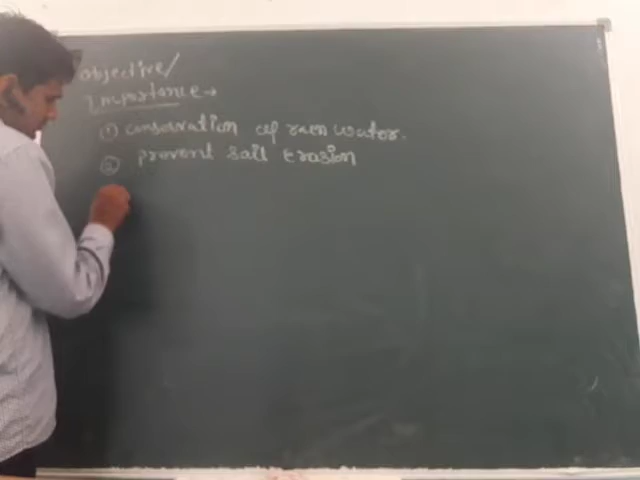 objective/
Importance →
① conservation of rain water.
② prevent soil Erosion